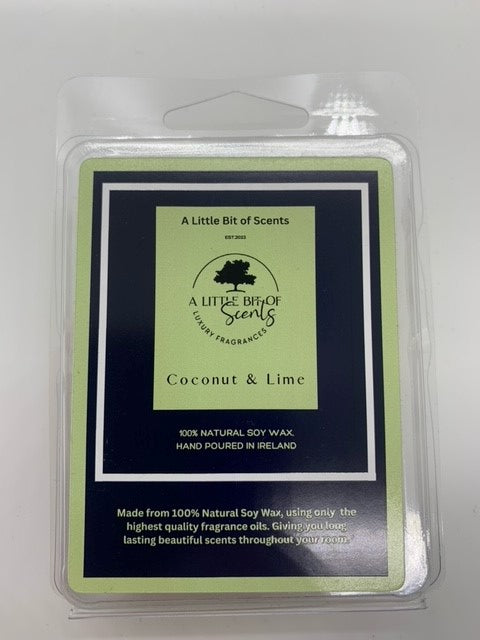 A Little Bit of Scents
EST.2023
A LITTLE BIT OF
Scents
LUXURY FRAGRANCES
Coconut & Lime
100% NATURAL SOY WAX.
HAND POURED IN IRELAND
Made from 100% Natural Soy Wax, using only the
highest quality fragrance oils. Giving you long
lasting beautiful scents throughout your room.